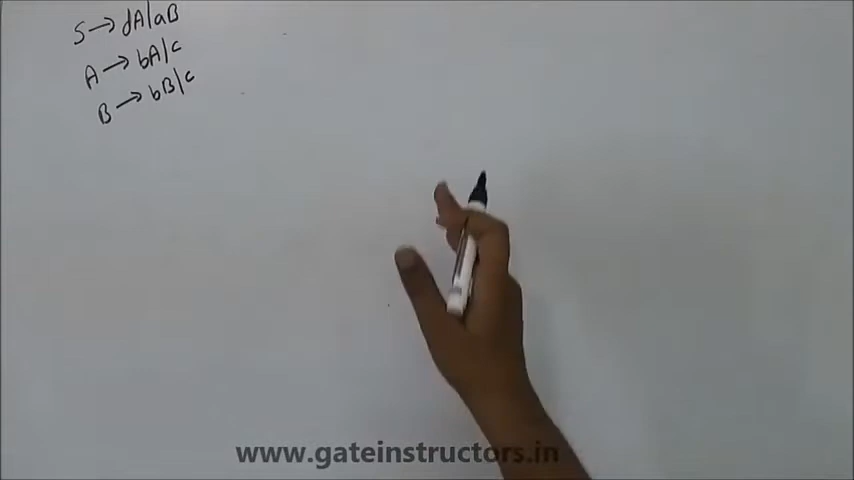 S → dA|aB
A → bA|c
B → bB|c
www.gateinstructors.in